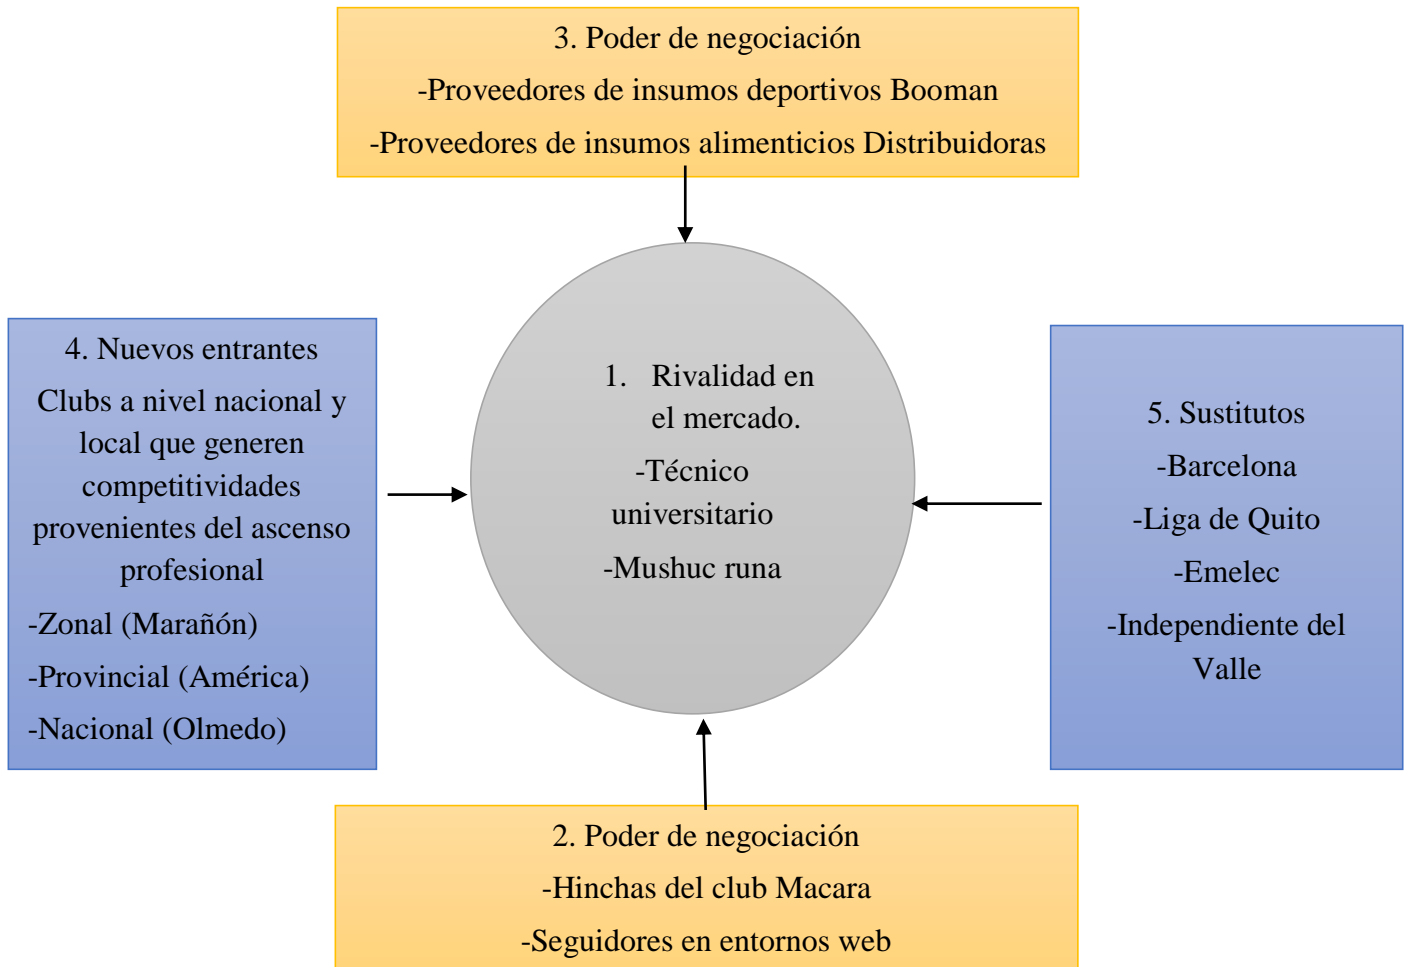 3. Poder de negociación
-Proveedores de insumos deportivos Booman
-Proveedores de insumos alimenticios Distribuidoras
4. Nuevos entrantes
Clubs a nivel nacional y
local que generen
competitividades
provenientes del ascenso
profesional
-Zonal (Marañón)
-Provincial (América)
-Nacional (Olmedo)
1. Rivalidad en
el mercado.
-Técnico
universitario
-Mushuc runa
5. Sustitutos
-Barcelona
-Liga de Quito
-Emelec
-Independiente del
Valle
2. Poder de negociación
-Hinchas del club Macara
-Seguidores en entornos web